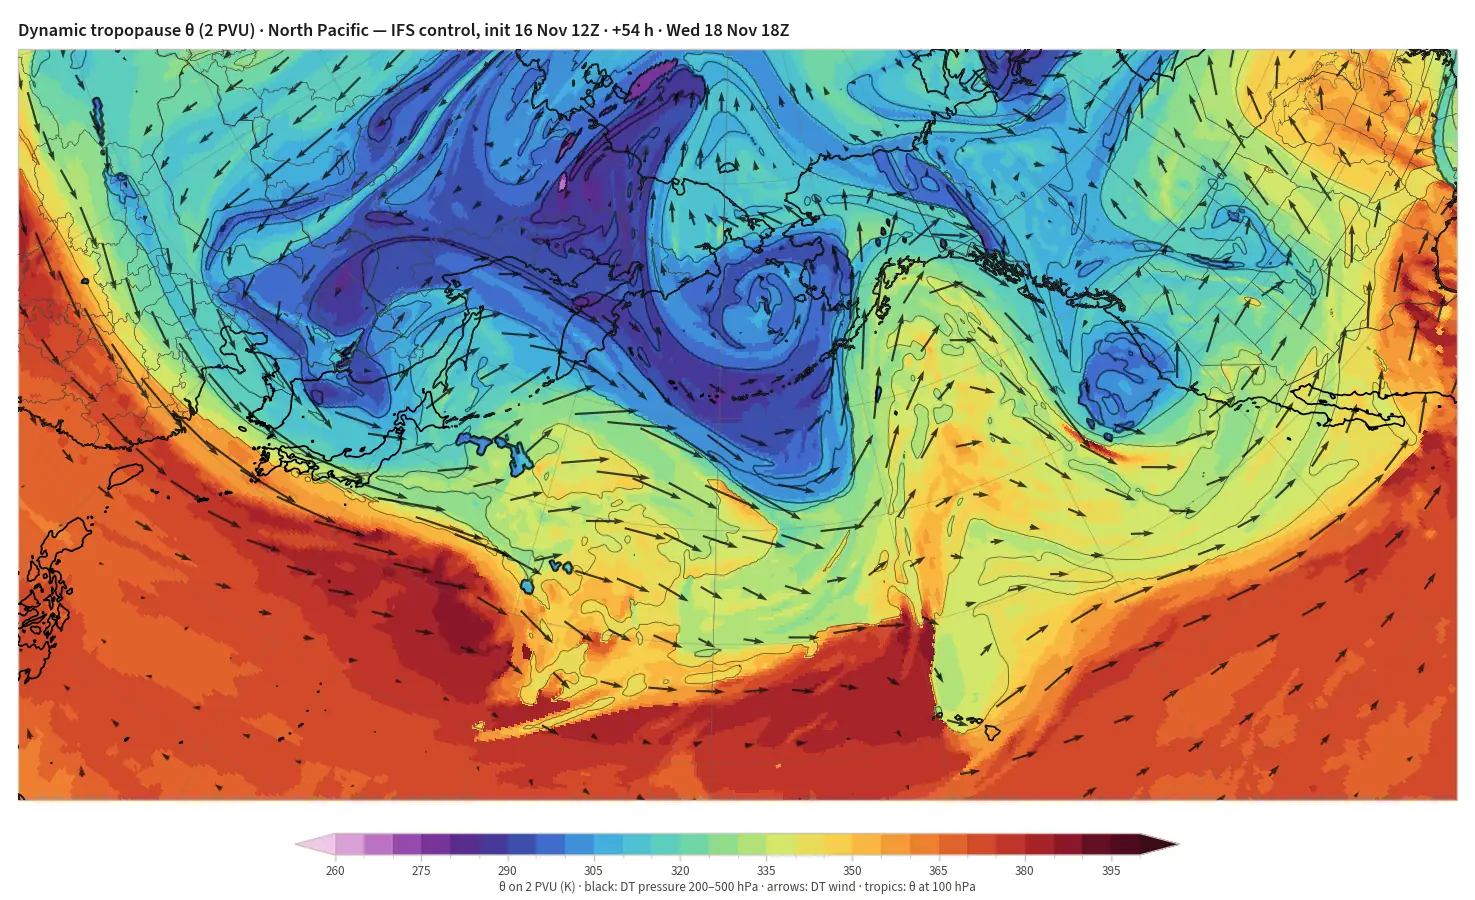 Dynamic tropopause θ (2 PVU) · North Pacific — IFS control, init 16 Nov 12Z · +54 h · Wed 18 Nov 18Z
260 275 290 305 320 335 350 365 380 395
θ on 2 PVU (K) · black: DT pressure 200–500 hPa · arrows: DT wind · tropics: θ at 100 hPa